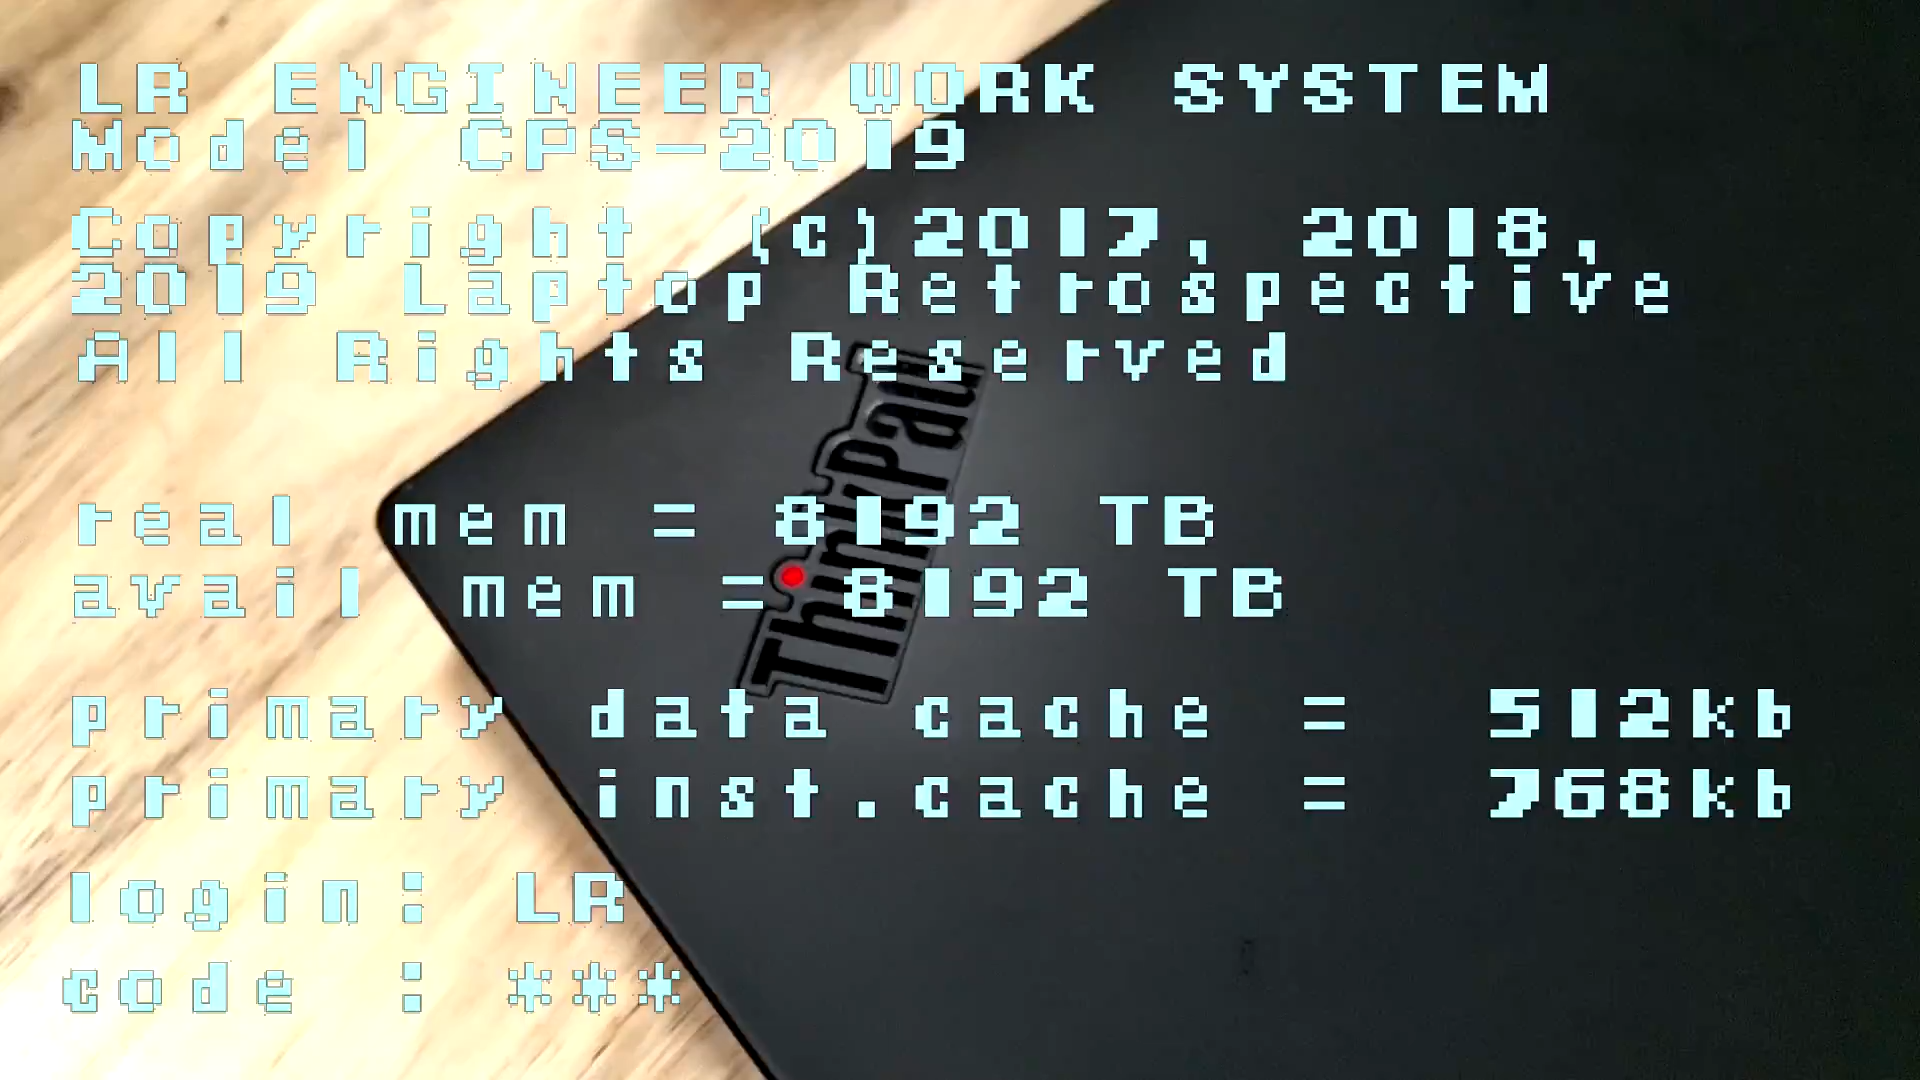 LR ENGINEER WORK SYSTEM
Model CPS-2019
Copyright (c)2017, 2018,
2019 Laptop Retrospective
All Rights Reserved
ThinkPad
real mem = 8192 TB
avail mem = 8192 TB
primary data cache = 512kb
primary inst.cache = 768kb
login: LR
code : ***